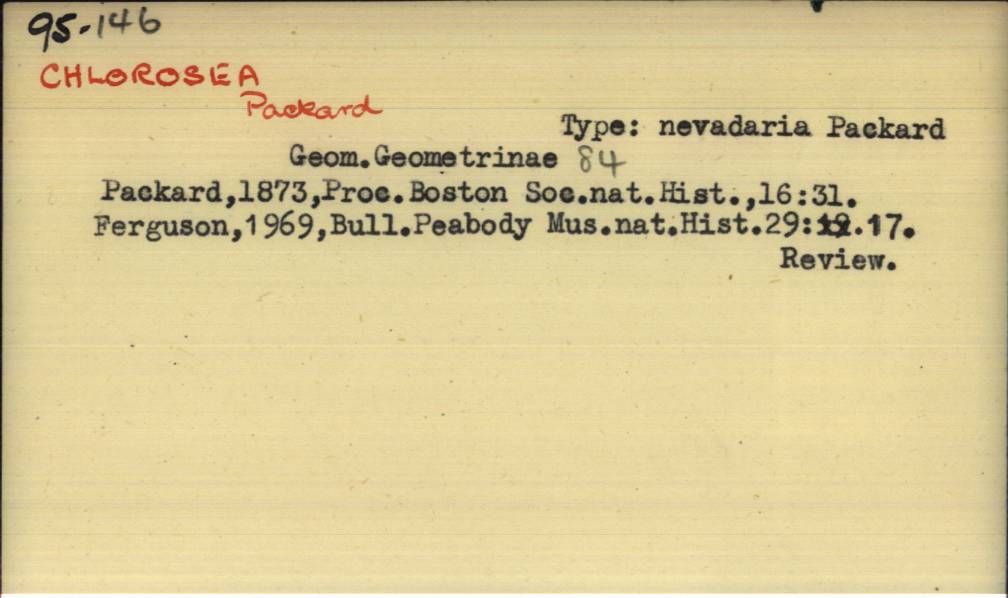 95-146
CHLOROSEA
Packard
Type: nevadaria Packard
Geom.Geometrinae 84
Packard,1873,Proc.Boston Soc.nat.Hist.,16:31.
Ferguson,1969,Bull.Peabody Mus.nat.Hist.29:.17.
Review.